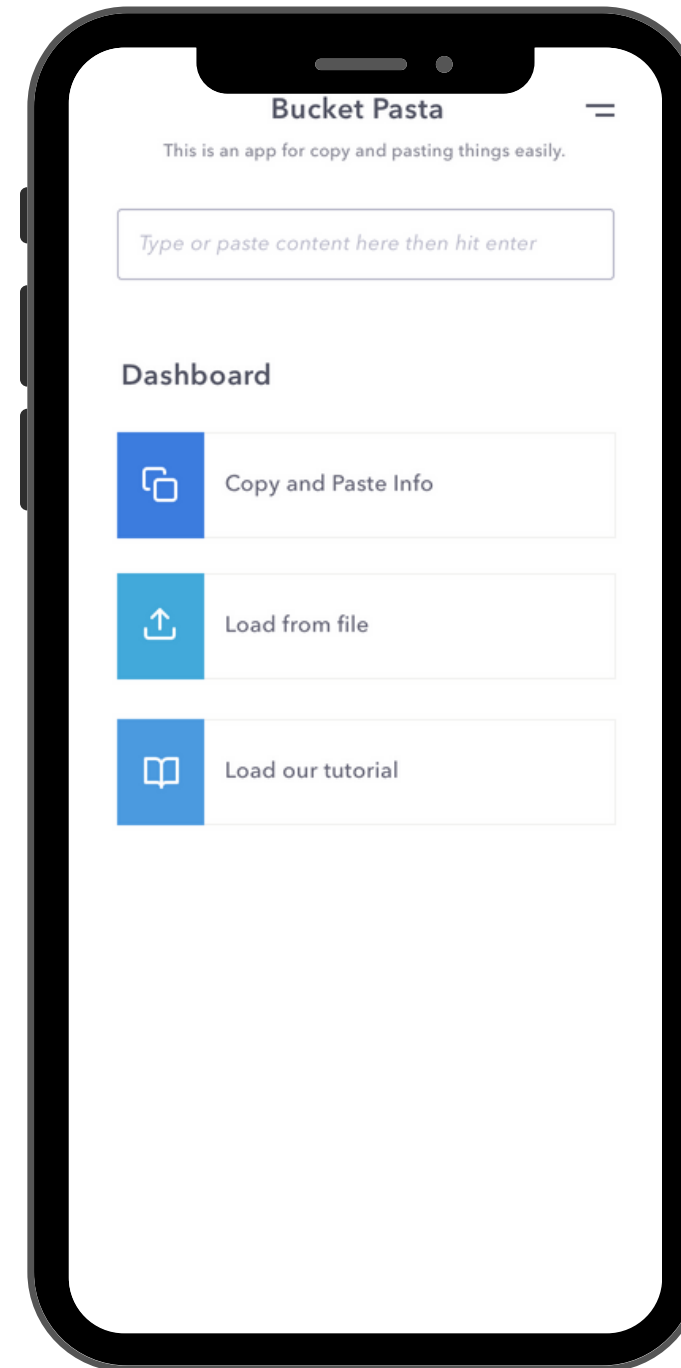 Bucket Pasta
This is an app for copy and pasting things easily.
Type or paste content here then hit enter
Dashboard
Copy and Paste Info
Load from file
Load our tutorial